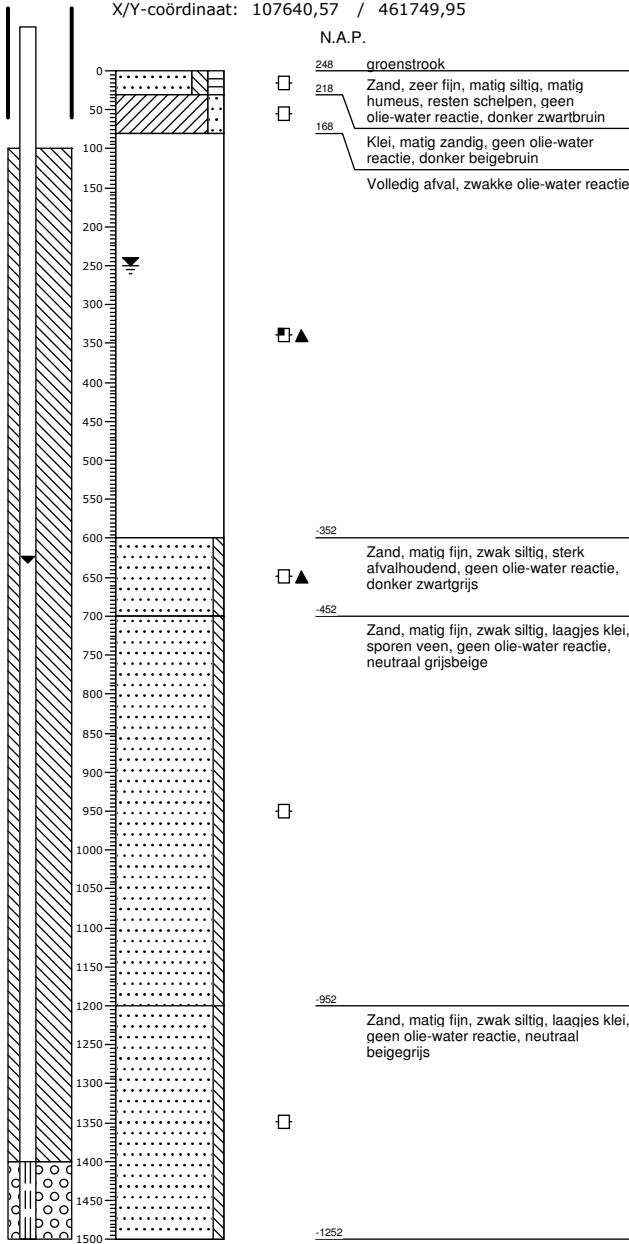 X/Y-coördinaat: 107640,57 / 461749,95
N.A.P.
0
50
100
150
200
250
300
350
400
450
500
550
600
650
700
750
800
850
900
950
1000
1050
1100
1150
1200
1250
1300
1350
1400
1450
1500
248
groenstrook
218
Zand, zeer fijn, matig siltig, matig
humeus, resten schelpen, geen
olie-water reactie, donker zwartbruin
168
Klei, matig zandig, geen olie-water
reactie, donker beigebruin
Volledig afval, zwakke olie-water reactie
-352
Zand, matig fijn, zwak siltig, sterk
afvalhoudend, geen olie-water reactie,
donker zwartgrijs
-452
Zand, matig fijn, zwak siltig, laagjes klei,
sporen veen, geen olie-water reactie,
neutraal grijsbeige
-952
Zand, matig fijn, zwak siltig, laagjes klei,
geen olie-water reactie, neutraal
beigegrijs
-1252